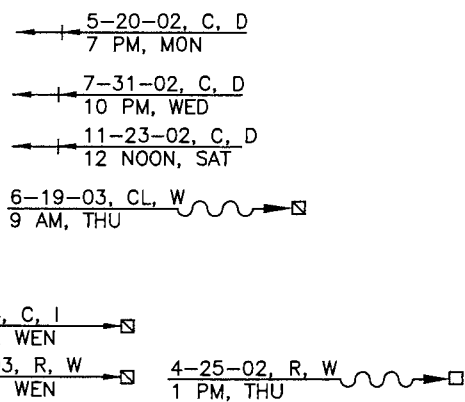 5-20-02, C, D
7 PM, MON
7-31-02, C, D
10 PM, WED
11-23-02, C, D
12 NOON, SAT
6-19-03, CL, W
9 AM, THU
, C, I
WEN
3, R, W
WEN
4-25-02, R, W
1 PM, THU